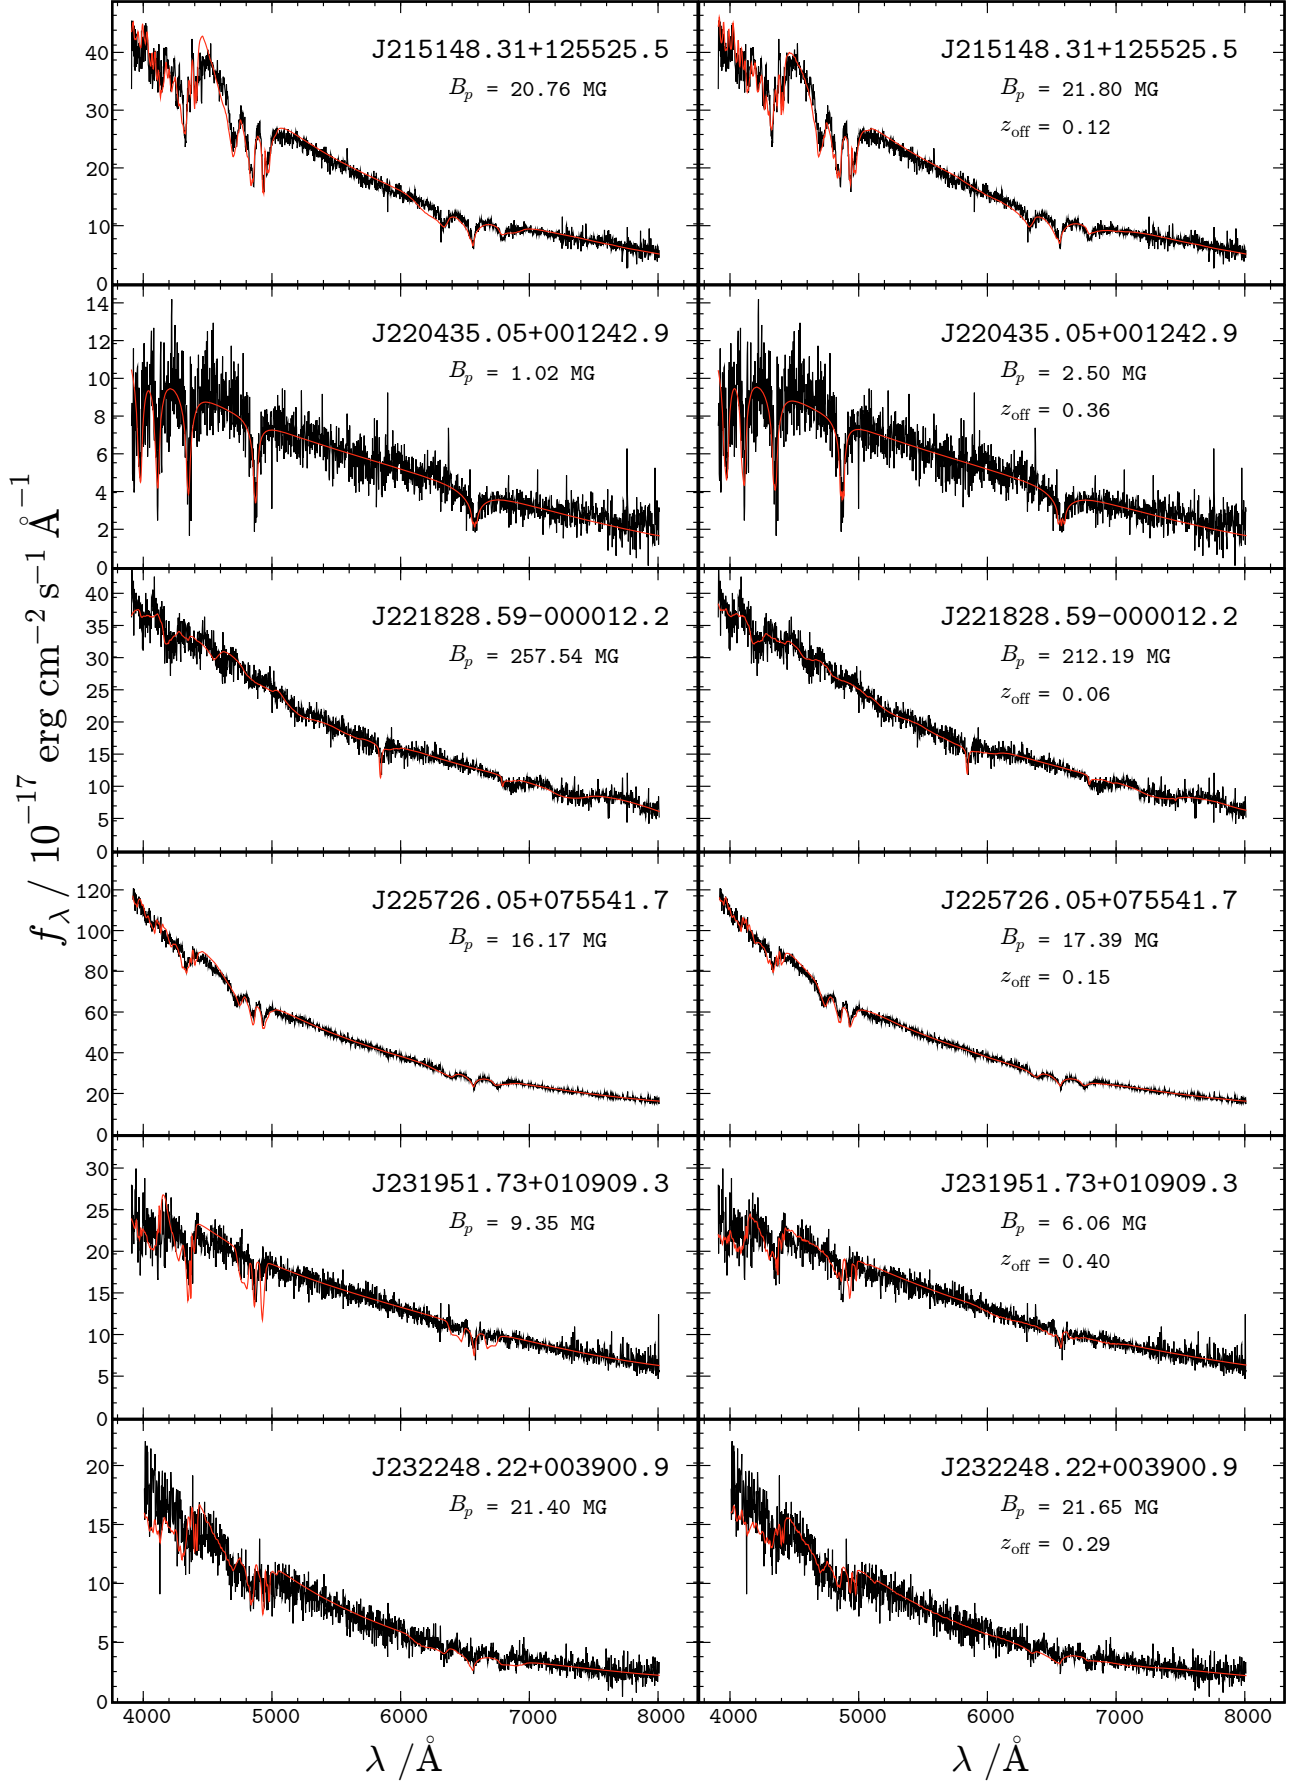 f_λ / 10⁻¹⁷ erg cm⁻² s⁻¹ Å⁻¹
J215148.31+125525.5
B_p = 20.76 MG
40
30
20
10
0
J215148.31+125525.5
B_p = 21.80 MG
z_off = 0.12
J220435.05+001242.9
B_p = 1.02 MG
14
12
10
8
6
4
2
0
J220435.05+001242.9
B_p = 2.50 MG
z_off = 0.36
J221828.59-000012.2
B_p = 257.54 MG
40
35
30
25
20
15
10
5
0
J221828.59-000012.2
B_p = 212.19 MG
z_off = 0.06
J225726.05+075541.7
B_p = 16.17 MG
120
100
80
60
40
20
0
J225726.05+075541.7
B_p = 17.39 MG
z_off = 0.15
J231951.73+010909.3
B_p = 9.35 MG
30
25
20
15
10
5
0
J231951.73+010909.3
B_p = 6.06 MG
z_off = 0.40
J232248.22+003900.9
B_p = 21.40 MG
20
15
10
5
0
J232248.22+003900.9
B_p = 21.65 MG
z_off = 0.29
4000 5000 6000 7000 8000
4000 5000 6000 7000 8000
λ /Å
λ /Å